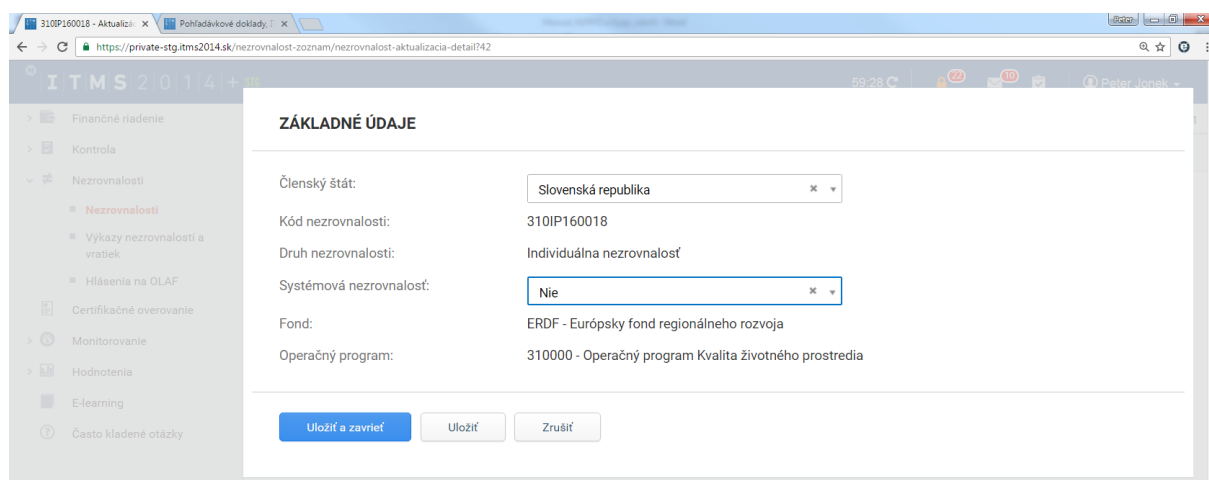 310IP160018 - Aktualizác
Pohľadávkové doklady, I
Peter
https://private-stg.itms2014.sk/nezrovnalost-zoznam/nezrovnalost-aktualizacia-detail?42
ITMS2014+ STG
59:28
22
10
Peter Jonek
Finančné riadenie
Kontrola
Nezrovnalosti
Nezrovnalosti
Výkazy nezrovnalostí a
vratiek
Hlásenia na OLAF
Certifikačné overovanie
Monitorovanie
Hodnotenia
E-learning
Často kladené otázky
ZÁKLADNÉ ÚDAJE
Členský štát:
Slovenská republika
Kód nezrovnalosti:
310IP160018
Druh nezrovnalosti:
Individuálna nezrovnalosť
Systémová nezrovnalosť:
Nie
Fond:
ERDF - Európsky fond regionálneho rozvoja
Operačný program:
310000 - Operačný program Kvalita životného prostredia
Uložiť a zavrieť
Uložiť
Zrušiť